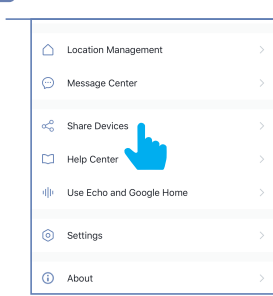 Location Management
Message Center
Share Devices
Help Center
Use Echo and Google Home
Settings
About